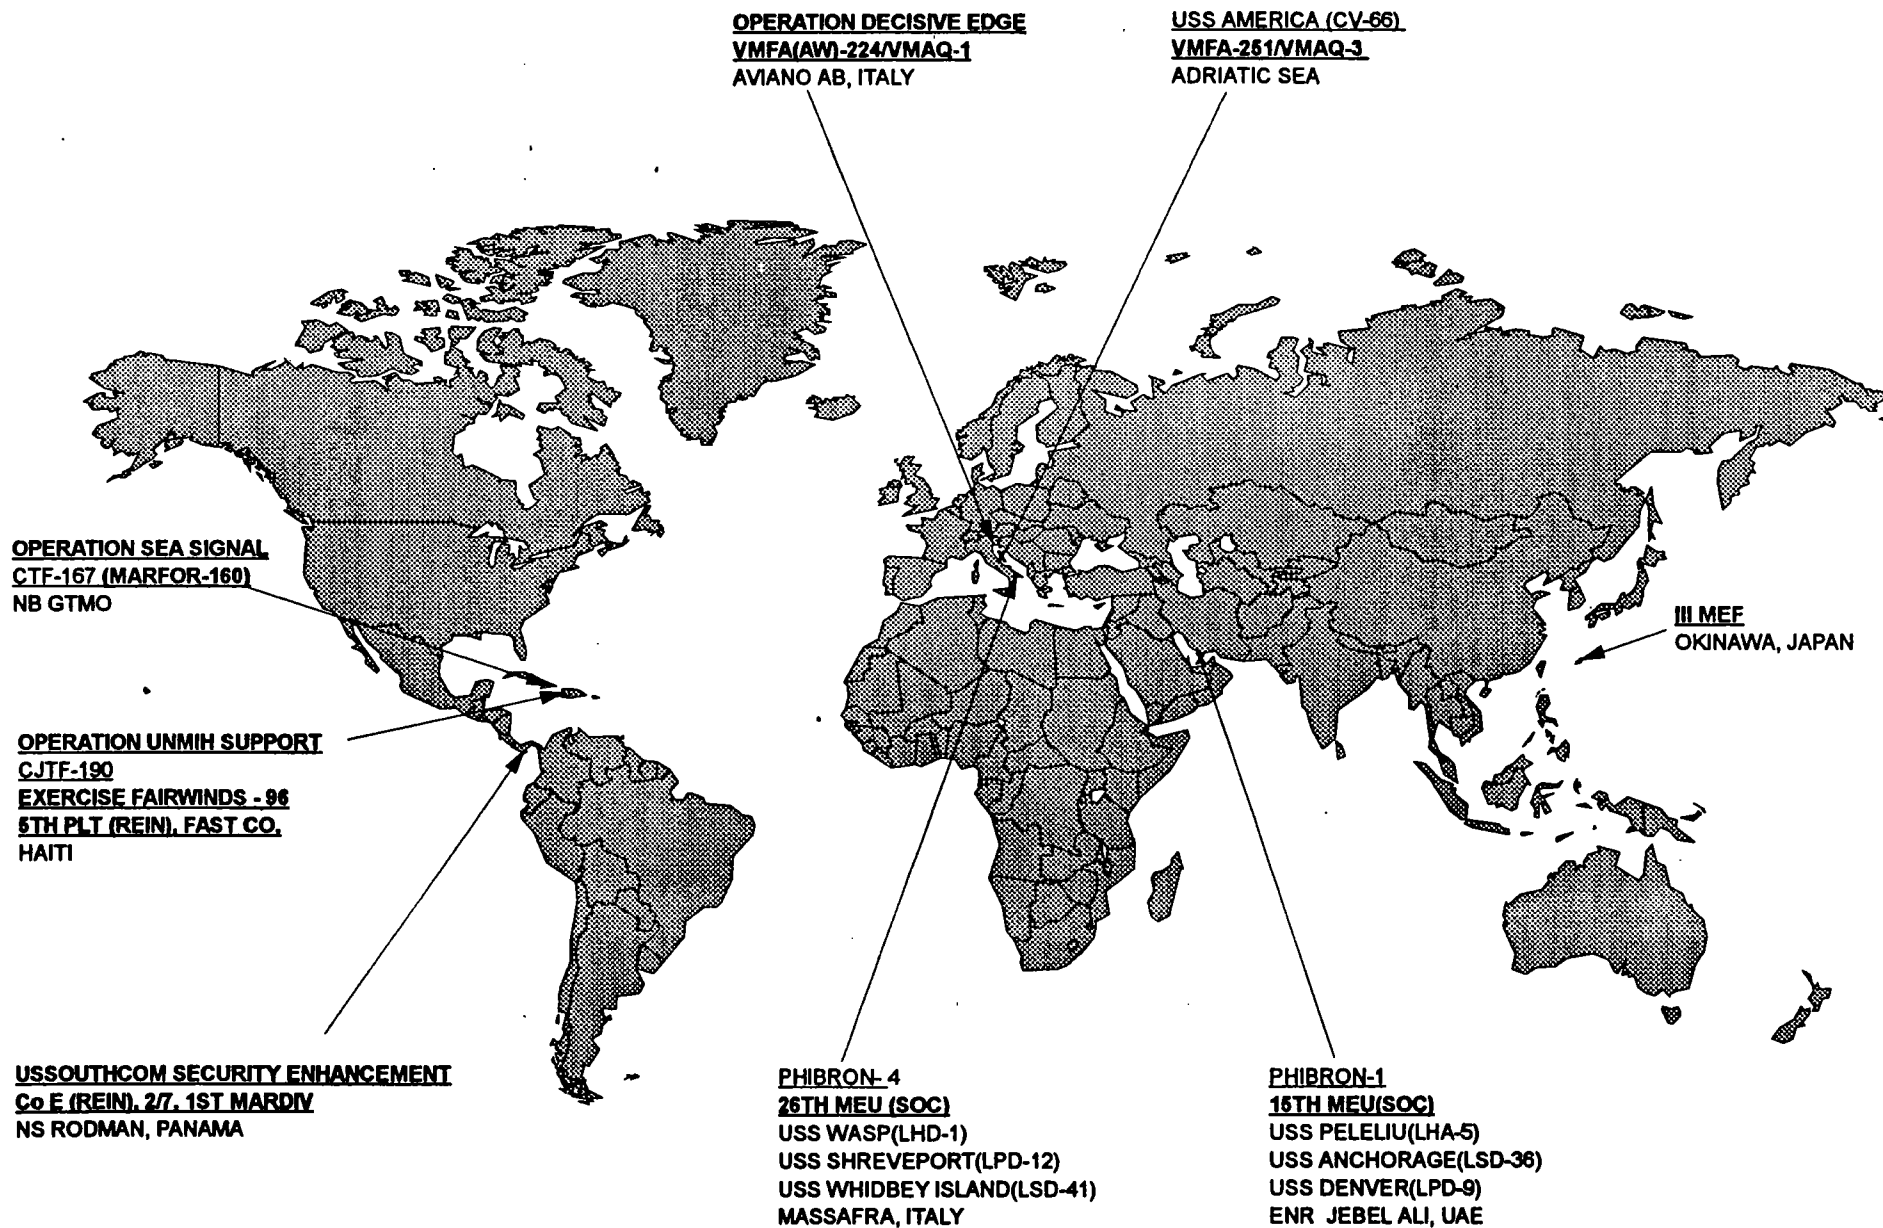 OPERATION DECISIVE EDGE
VMFA(AW)-224/VMAQ-1
AVIANO AB, ITALY
USS AMERICA (CV-66)
VMFA-251/VMAQ-3
ADRIATIC SEA
OPERATION SEA SIGNAL
CTF-167 (MARFOR-160)
NB GTMO
III MEF
OKINAWA, JAPAN
OPERATION UNMIH SUPPORT
CJTF-190
EXERCISE FAIRWINDS - 96
5TH PLT (REIN), FAST CO.
HAITI
USSOUTHCOM SECURITY ENHANCEMENT
Co E (REIN), 2/7, 1ST MARDIV
NS RODMAN, PANAMA
PHIBRON- 4
26TH MEU (SOC)
USS WASP(LHD-1)
USS SHREVEPORT(LPD-12)
USS WHIDBEY ISLAND(LSD-41)
MASSAFRA, ITALY
PHIBRON-1
15TH MEU(SOC)
USS PELELIU(LHA-5)
USS ANCHORAGE(LSD-36)
USS DENVER(LPD-9)
ENR JEBEL ALI, UAE